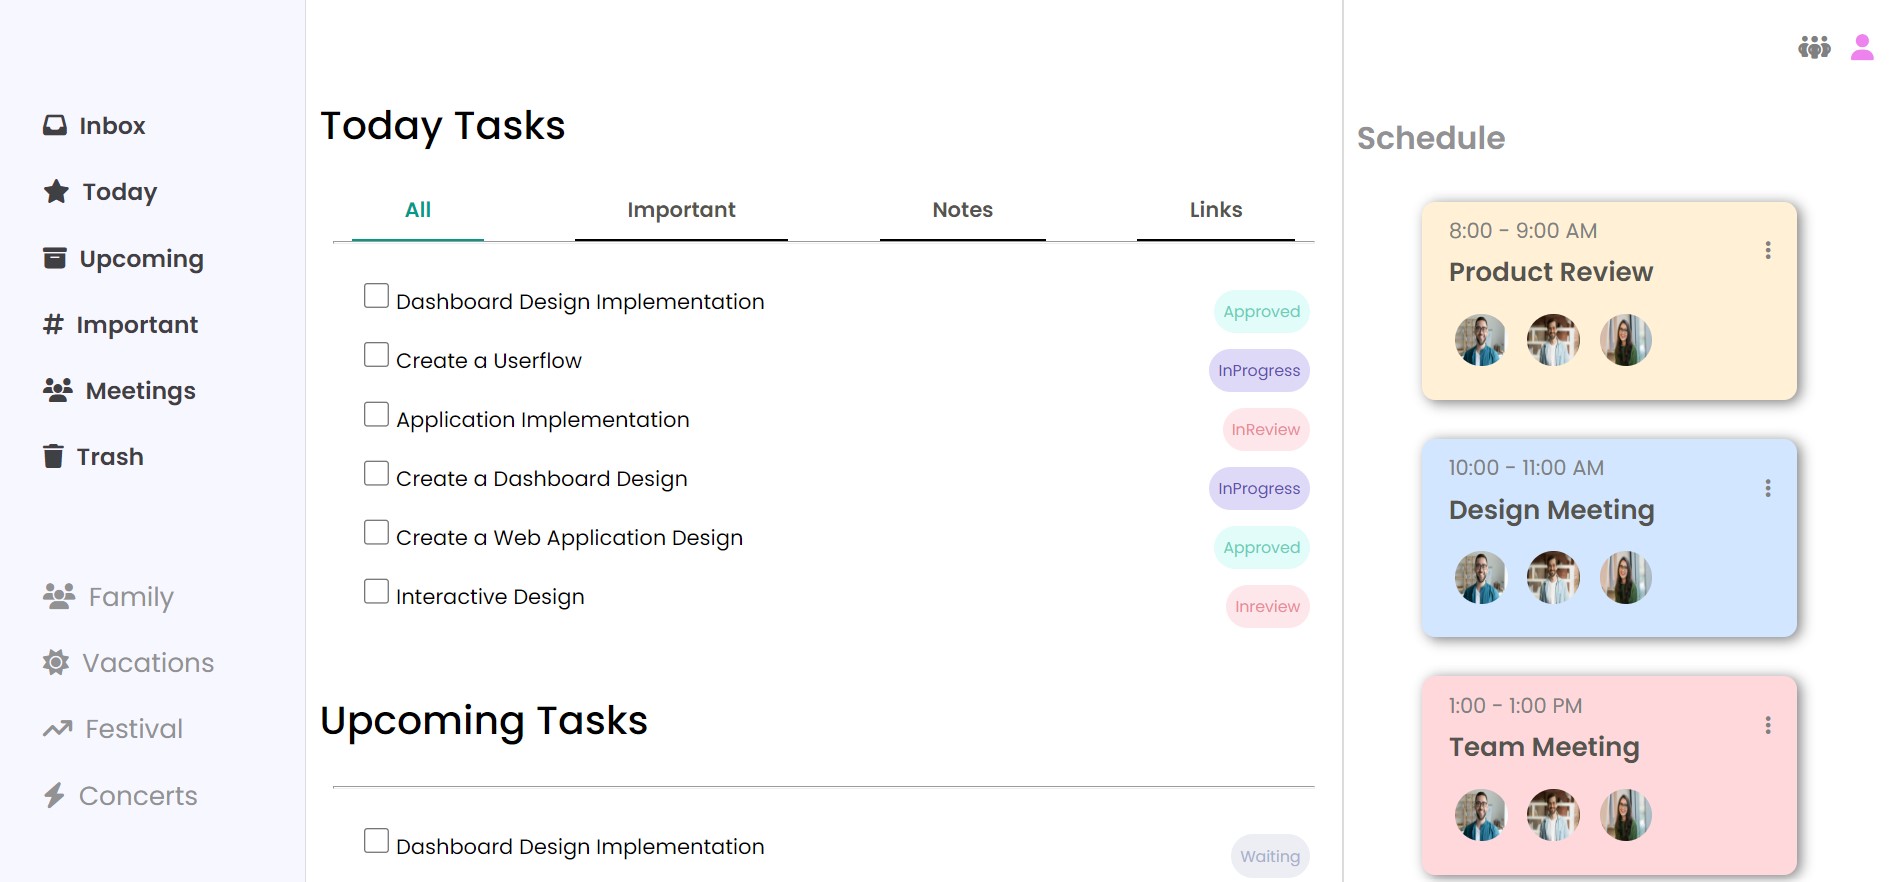 Inbox
Today
Upcoming
Important
Meetings
Trash
Family
Vacations
Festival
Concerts
Today Tasks
All Important Notes Links
Dashboard Design Implementation Approved
Create a Userflow InProgress
Application Implementation InReview
Create a Dashboard Design InProgress
Create a Web Application Design Approved
Interactive Design Inreview
Upcoming Tasks
Dashboard Design Implementation Waiting
Schedule
8:00 - 9:00 AM
Product Review
10:00 - 11:00 AM
Design Meeting
1:00 - 1:00 PM
Team Meeting